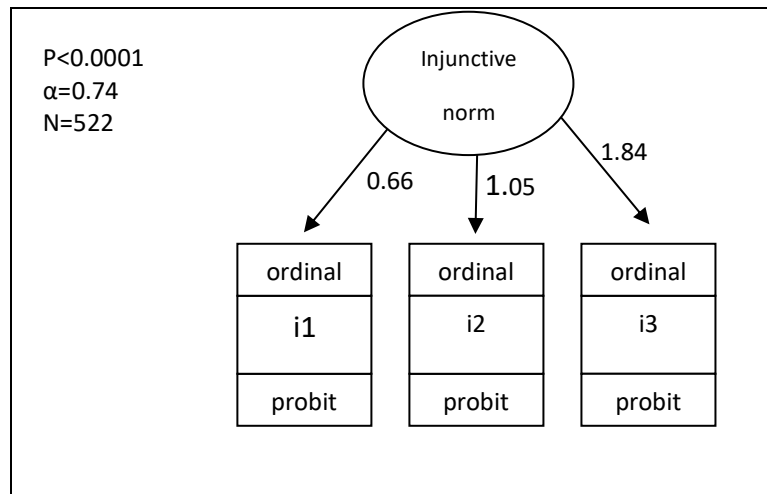 P<0.0001
α=0.74
N=522
Injunctive
norm
0.66
1.05
1.84
ordinal
i1
probit
ordinal
i2
probit
ordinal
i3
probit